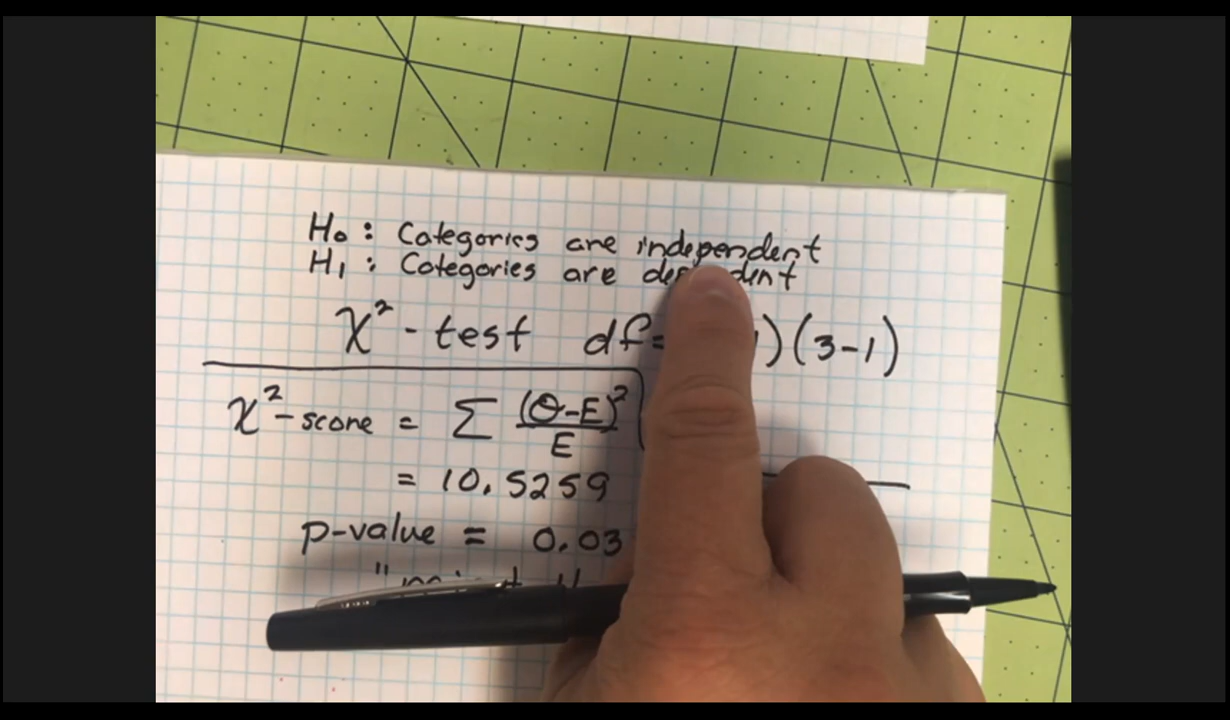 H₀ : Categories are independent
H₁ : Categories are dependent
χ² - test df= 1)(3-1)
χ² - score = Σ (O-E)² / E
= 10.5259
p-value = 0.03